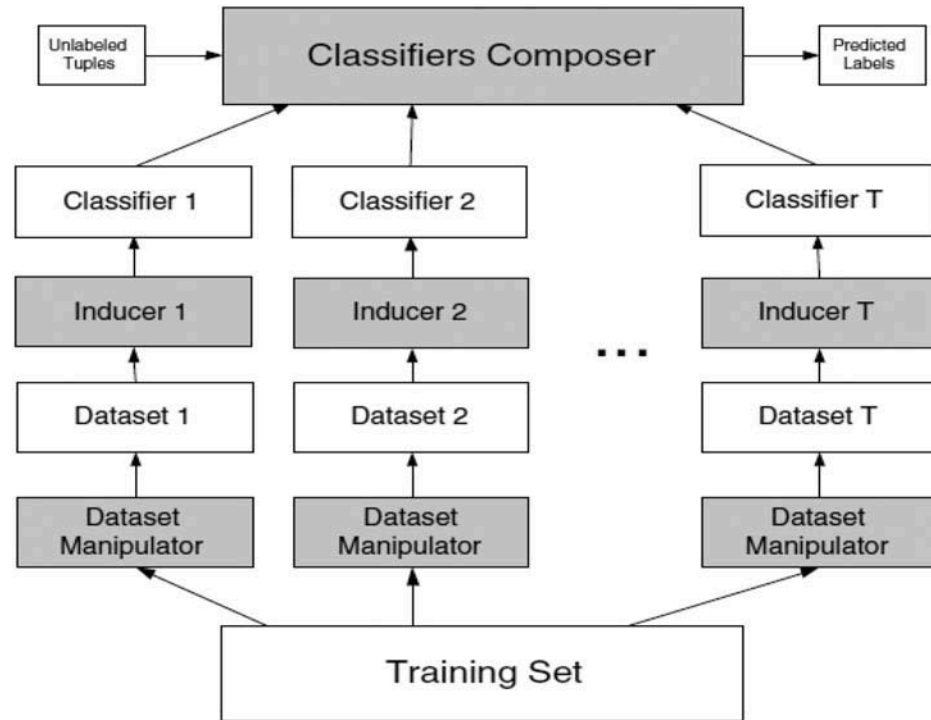 Unlabeled
Tuples
Classifiers Composer
Predicted
Labels
Classifier 1
Classifier 2
Classifier T
Inducer 1
Inducer 2
Inducer T
...
Dataset 1
Dataset 2
Dataset T
Dataset
Manipulator
Dataset
Manipulator
Dataset
Manipulator
Training Set